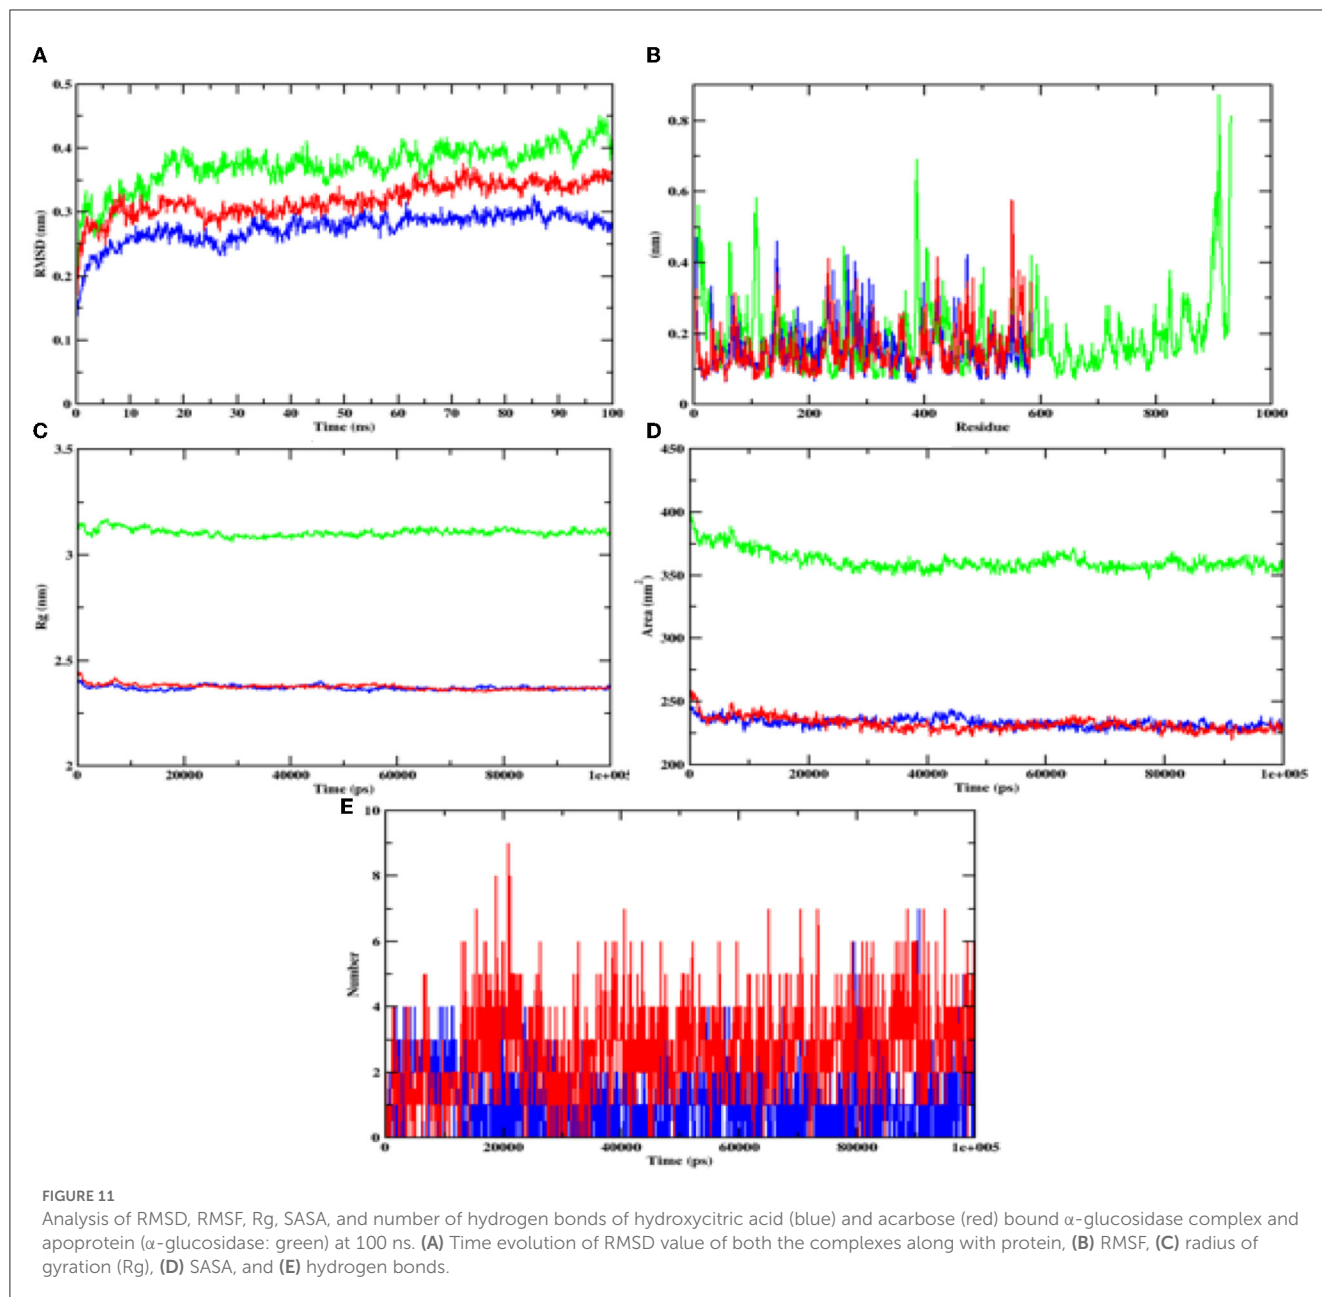 A
B
0.5
0.4
0.3
0.2
0.1
0
RMSD (nm)
0 10 20 30 40 50 60 70 80 90 100
Time (ns)
0.8
0.6
0.4
0.2
0
(nm)
0 200 400 600 800 1000
Residue
C
D
3.5
3
2.5
2
Rg (nm)
0 20000 40000 60000 80000 1e+005
Time (ps)
450
400
350
300
250
200
Area (nm²)
0 20000 40000 60000 80000 1e+005
Time (ps)
E
10
8
6
4
2
0
Number
0 20000 40000 60000 80000 1e+005
Time (ps)
FIGURE 11
Analysis of RMSD, RMSF, Rg, SASA, and number of hydrogen bonds of hydroxycitric acid (blue) and acarbose (red) bound α-glucosidase complex and
apoprotein (α-glucosidase: green) at 100 ns. (A) Time evolution of RMSD value of both the complexes along with protein, (B) RMSF, (C) radius of
gyration (Rg), (D) SASA, and (E) hydrogen bonds.